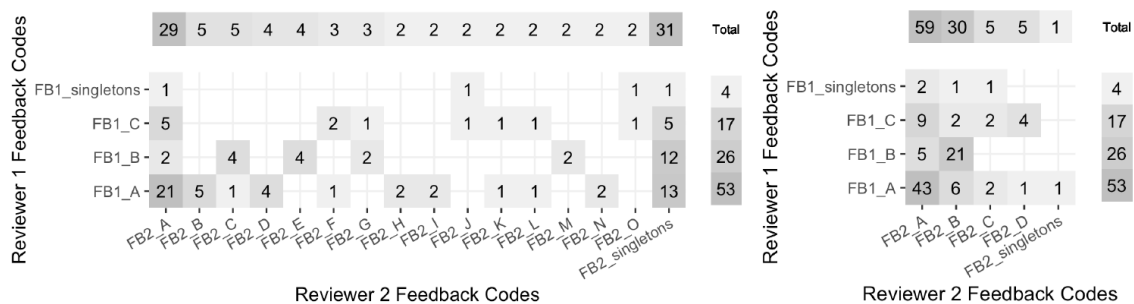 29 5 5 4 4 3 3 2 2 2 2 2 2 2 2 31 Total
FB1_singletons 1 1 1 1 4
FB1_C 5 2 1 1 1 1 1 5 17
FB1_B 2 4 4 2 2 12 26
FB1_A 21 5 1 4 1 2 2 1 1 2 13 53
FB2_A FB2_B FB2_C FB2_D FB2_E FB2_F FB2_G FB2_H FB2_I FB2_J FB2_K FB2_L FB2_M FB2_N FB2_O FB2_singletons
Reviewer 2 Feedback Codes
Reviewer 1 Feedback Codes
59 30 5 5 1 Total
FB1_singletons 2 1 1 4
FB1_C 9 2 2 4 17
FB1_B 5 21 26
FB1_A 43 6 2 1 1 53
FB2_A FB2_B FB2_C FB2_D FB2_singletons
Reviewer 2 Feedback Codes
Reviewer 1 Feedback Codes